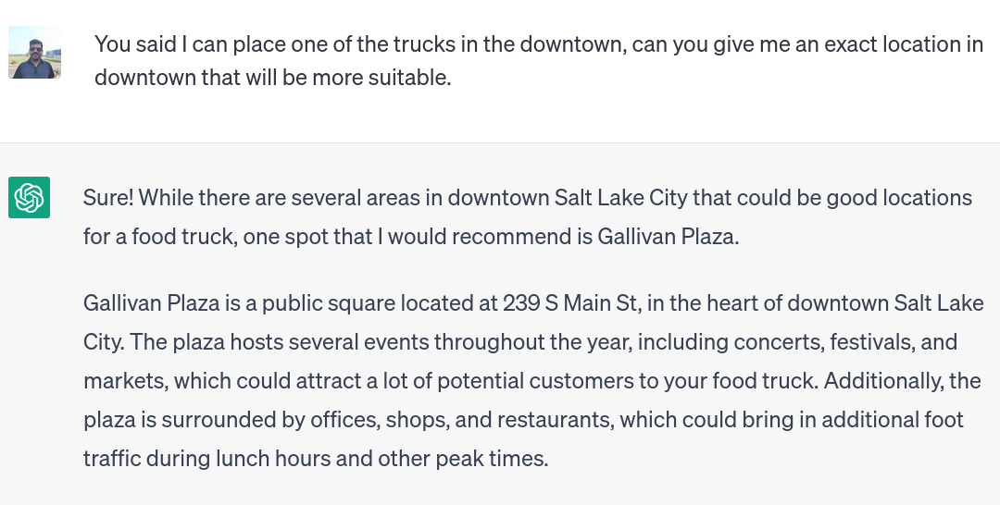 You said I can place one of the trucks in the downtown, can you give me an exact location in
downtown that will be more suitable.
Sure! While there are several areas in downtown Salt Lake City that could be good locations
for a food truck, one spot that I would recommend is Gallivan Plaza.
Gallivan Plaza is a public square located at 239 S Main St, in the heart of downtown Salt Lake
City. The plaza hosts several events throughout the year, including concerts, festivals, and
markets, which could attract a lot of potential customers to your food truck. Additionally, the
plaza is surrounded by offices, shops, and restaurants, which could bring in additional foot
traffic during lunch hours and other peak times.